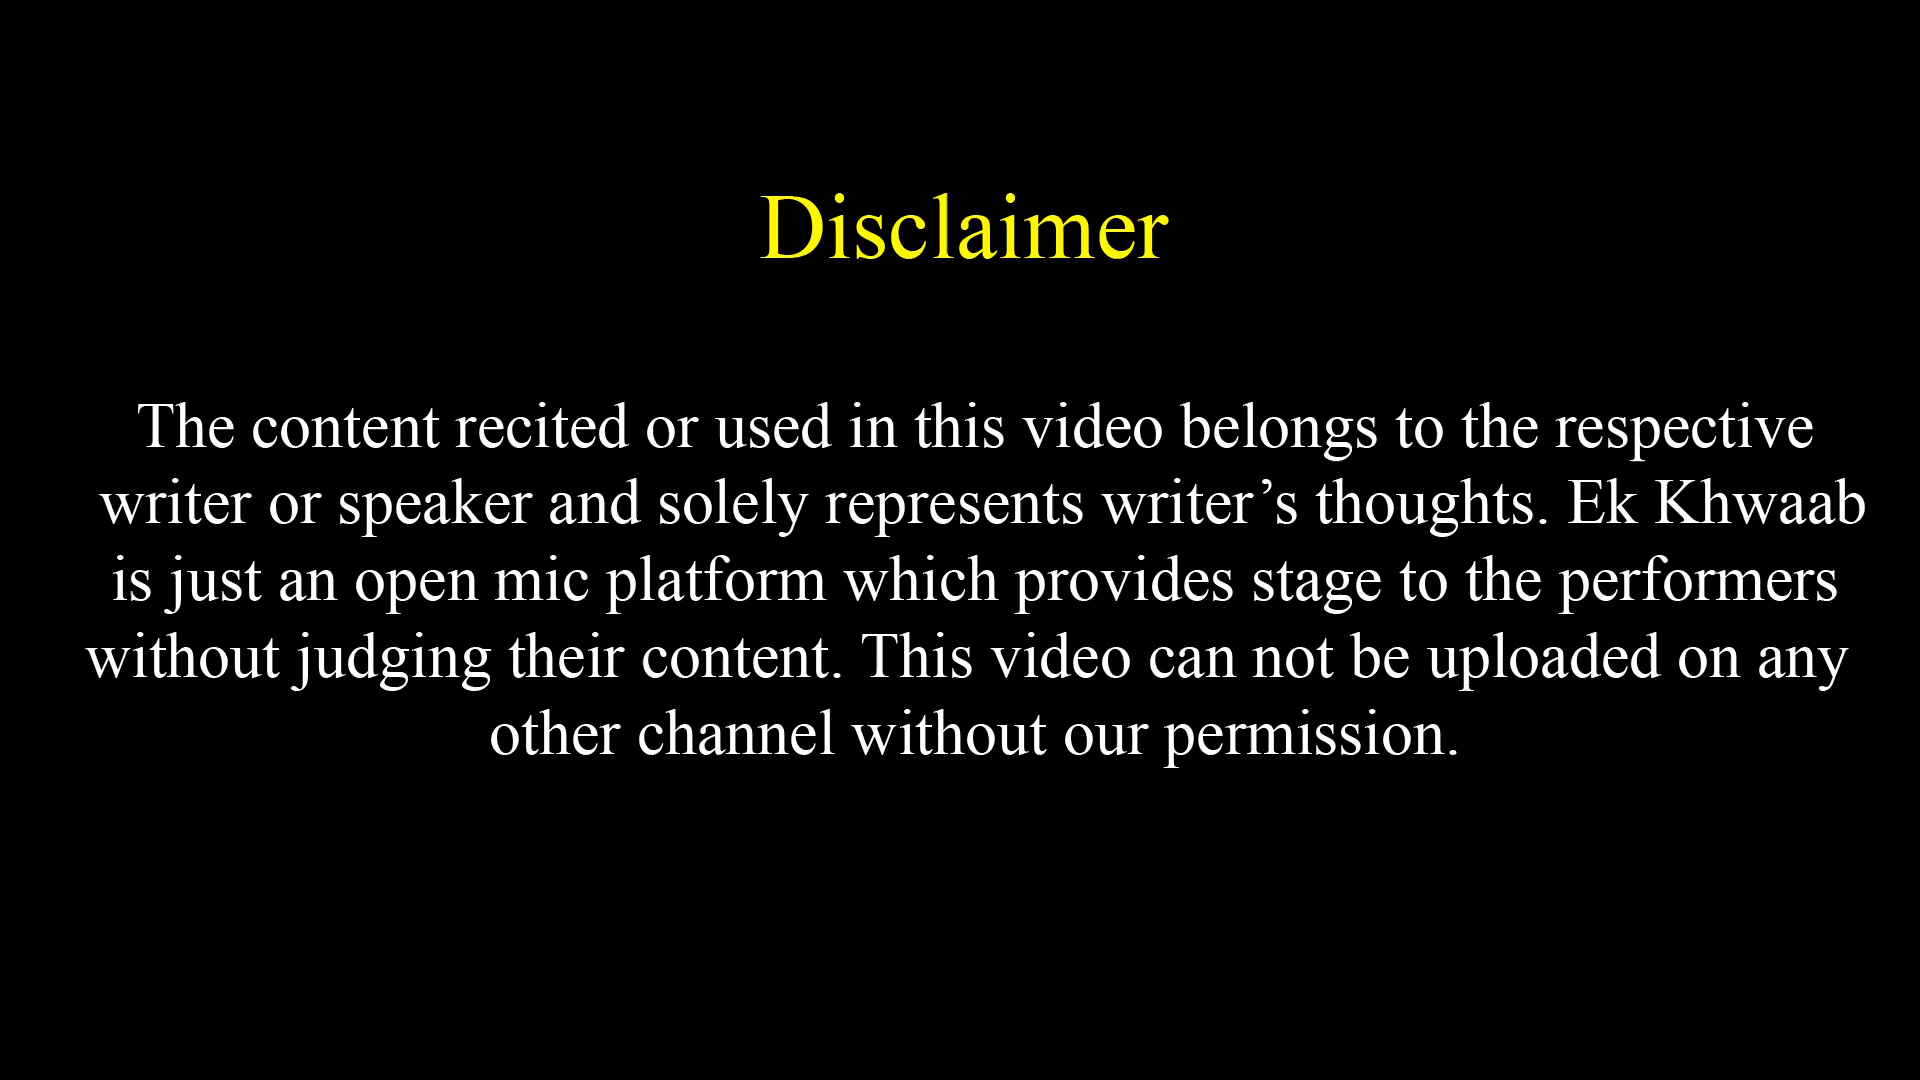 Disclaimer
The content recited or used in this video belongs to the respective
writer or speaker and solely represents writer’s thoughts. Ek Khwaab
is just an open mic platform which provides stage to the performers
without judging their content. This video can not be uploaded on any
other channel without our permission.